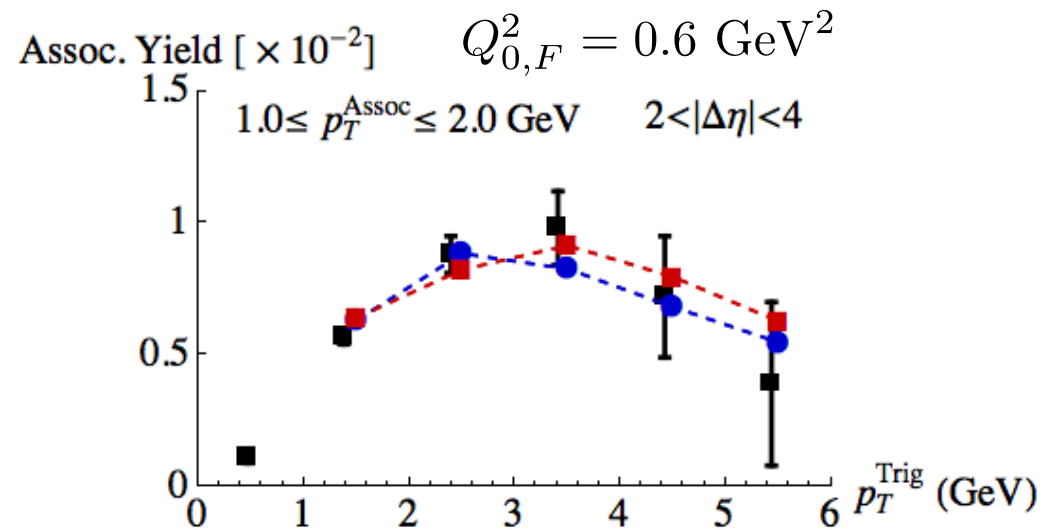 Assoc. Yield [ × 10⁻²]
Q²₀,F = 0.6 GeV²
1.5
1.0≤ p_T^Assoc ≤ 2.0 GeV
2<|Δη|<4
1
0.5
0
0 1 2 3 4 5 6
p_T^Trig (GeV)